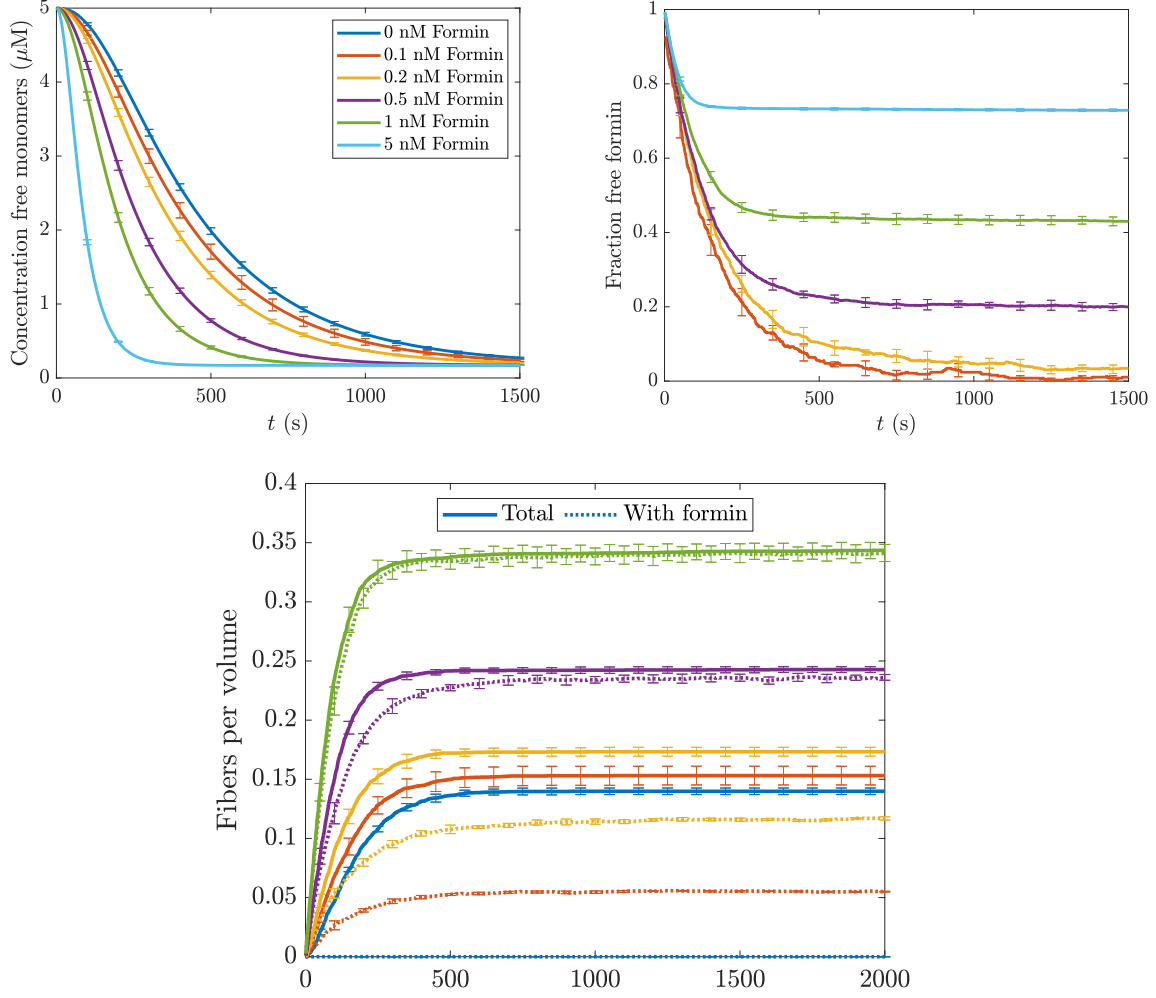 Concentration free monomers (μM)
5
4
3
2
1
0
0 nM Formin
0.1 nM Formin
0.2 nM Formin
0.5 nM Formin
1 nM Formin
5 nM Formin
0 500 1000 1500
t (s)
Fraction free formin
1
0.8
0.6
0.4
0.2
0
0 500 1000 1500
t (s)
Fibers per volume
0.4
0.35
0.3
0.25
0.2
0.15
0.1
0.05
0
Total With formin
0 500 1000 1500 2000